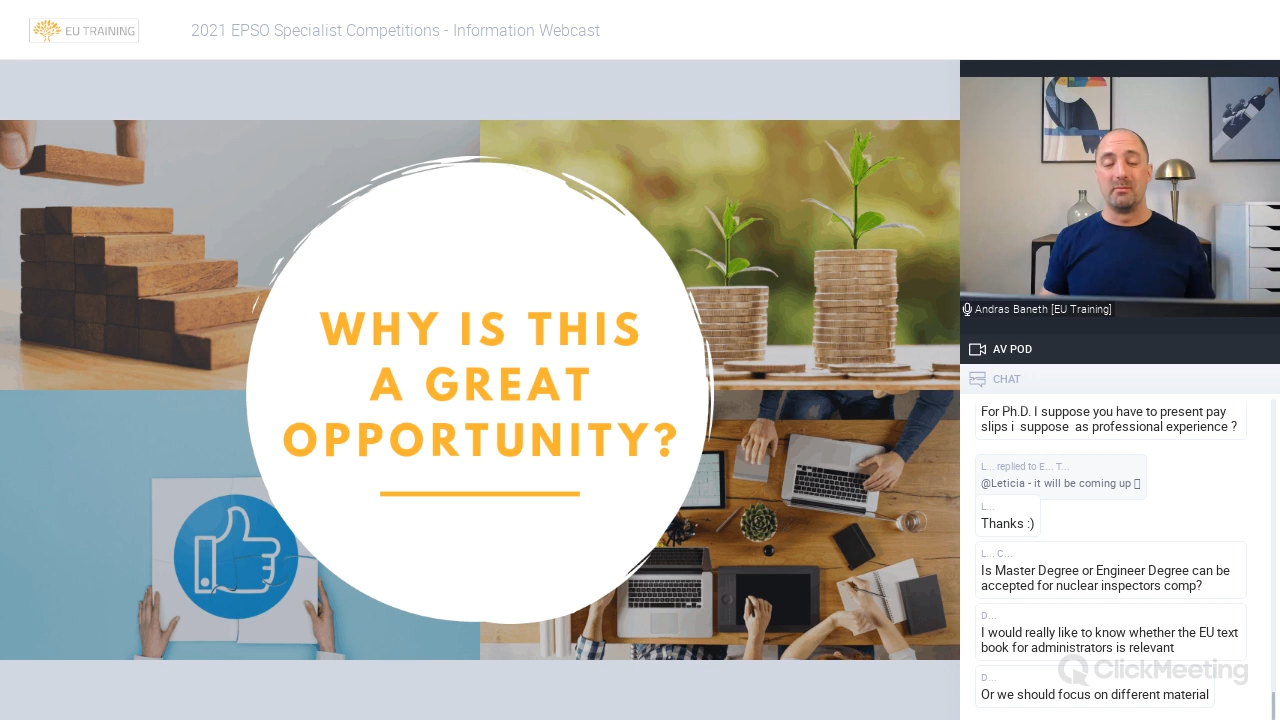 EU TRAINING
2021 EPSO Specialist Competitions - Information Webcast
WHY IS THIS
A GREAT
OPPORTUNITY?
Andras Baneth [EU Training]
AV POD
CHAT
For Ph.D. I suppose you have to present pay
slips i suppose as professional experience ?
L... replied to E... T...
@Leticia - it will be coming up
L...
Thanks :)
L... C...
Is Master Degree or Engineer Degree can be
accepted for nuclear inspectors comp?
D...
I would really like to know whether the EU text
book for administrators is relevant
D...
Or we should focus on different material
ClickMeeting